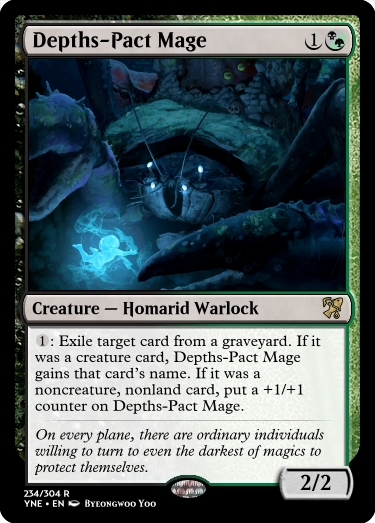 Depths-Pact Mage 1
Creature — Homarid Warlock
1: Exile target card from a graveyard. If it
was a creature card, Depths-Pact Mage
gains that card's name. If it was a
noncreature, nonland card, put a +1/+1
counter on Depths-Pact Mage.
On every plane, there are ordinary individuals
willing to turn to even the darkest of magics to
protect themselves.
2/2
234/304 R
YNE • EN Byeongwoo Yoo